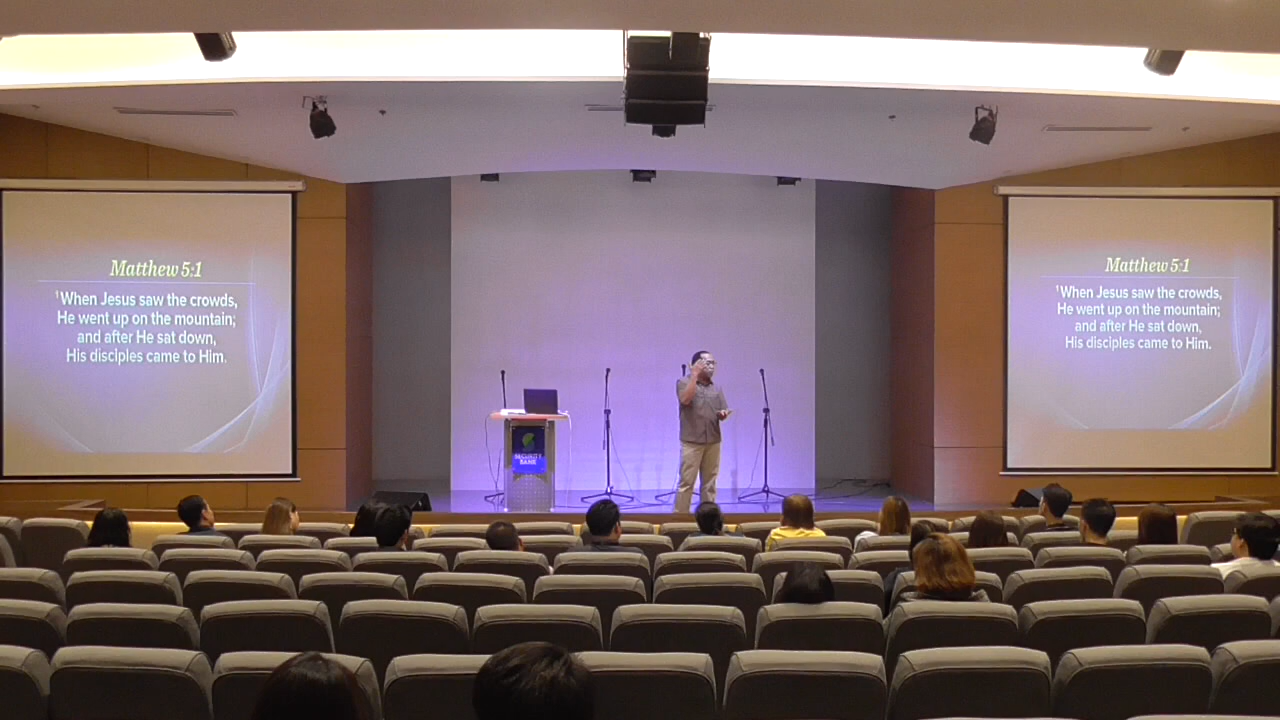 Matthew 5:1
¹When Jesus saw the crowds,
He went up on the mountain;
and after He sat down,
His disciples came to Him.
SECURITY
BANK
Matthew 5:1
¹When Jesus saw the crowds,
He went up on the mountain;
and after He sat down,
His disciples came to Him.